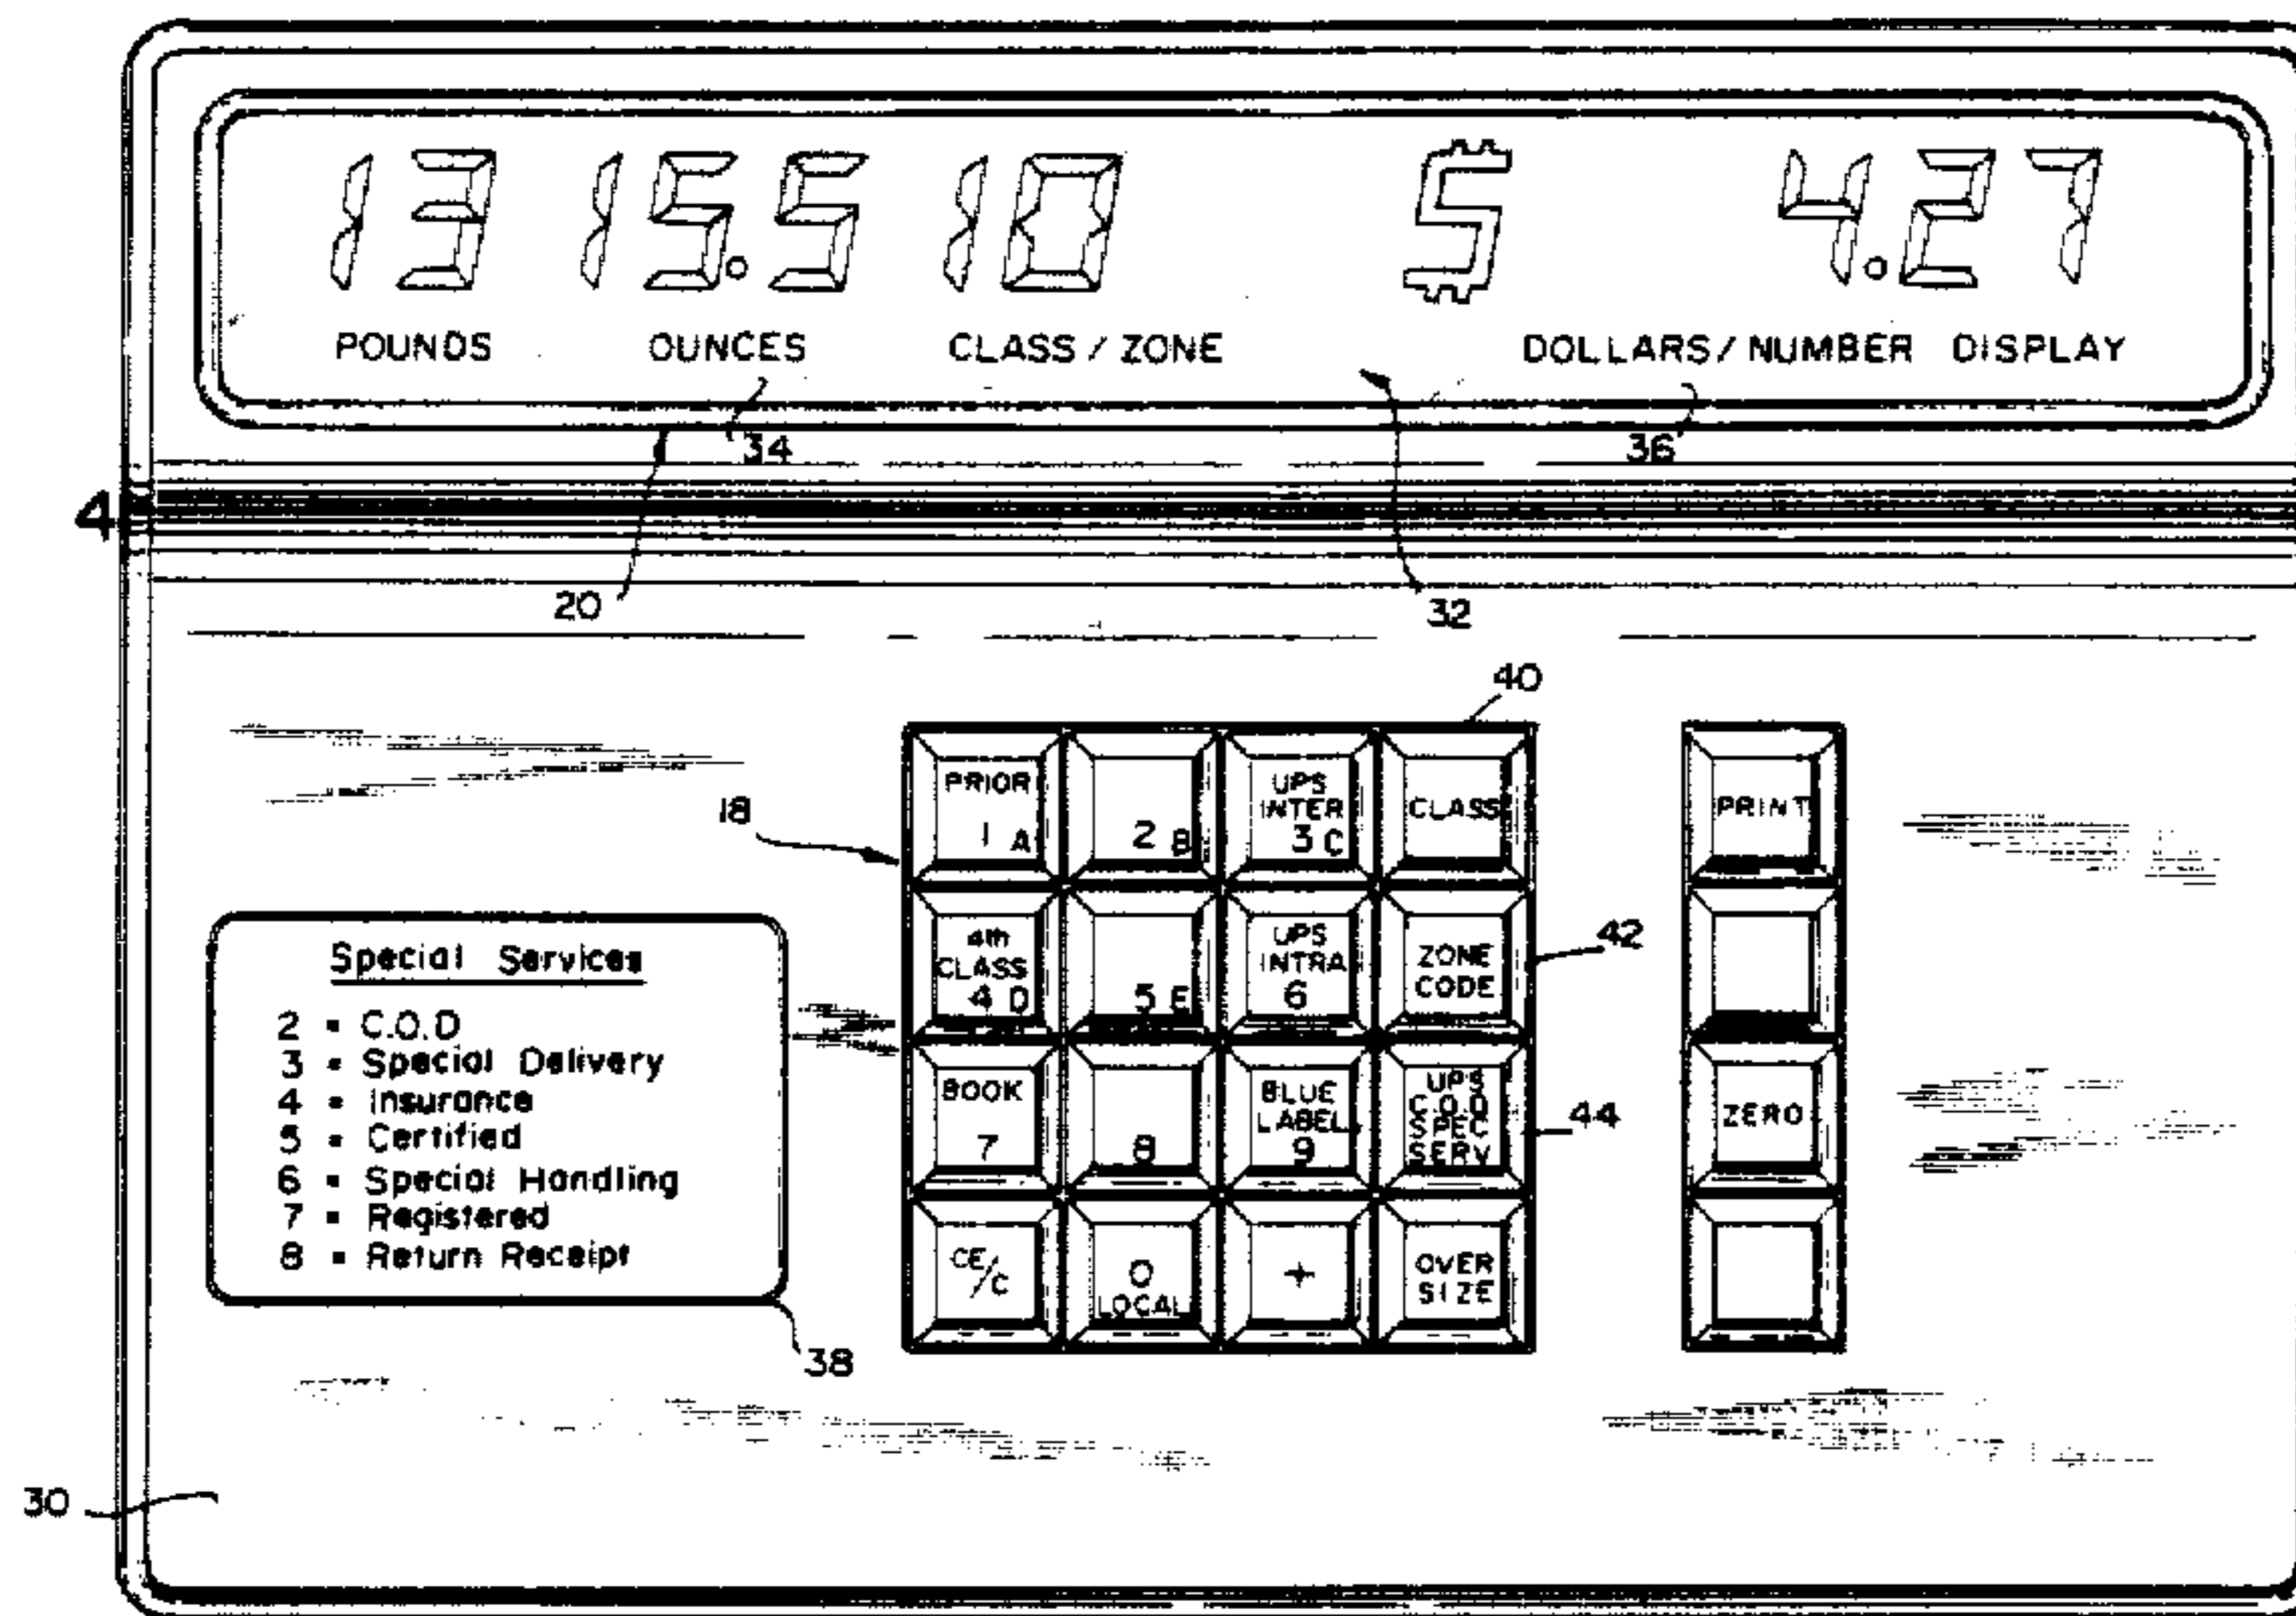 13 15.5 10 $ 4.27
POUNDS OUNCES CLASS / ZONE DOLLARS / NUMBER DISPLAY
34 36
4
20 32
40
18
PRIOR 1 A
2 B
UPS INTER 3 C
CLASS
PRINT
4th CLASS 4 D
5 E
UPS INTRA 6
ZONE CODE
42
BOOK 7
8
BLUE LABEL 9
UPS C.O.D SPEC SERV
44
ZERO
CE/C
0 LOCAL
+
OVER SIZE
Special Services
2 = C.O.D
3 = Special Delivery
4 = Insurance
5 = Certified
6 = Special Handling
7 = Registered
8 = Return Receipt
38
30